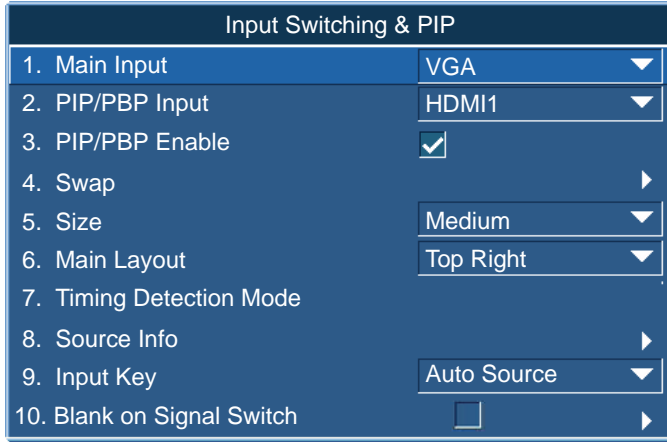 Input Switching & PIP
1. Main Input VGA
2. PIP/PBP Input HDMI1
3. PIP/PBP Enable
4. Swap
5. Size Medium
6. Main Layout Top Right
7. Timing Detection Mode
8. Source Info
9. Input Key Auto Source
10. Blank on Signal Switch